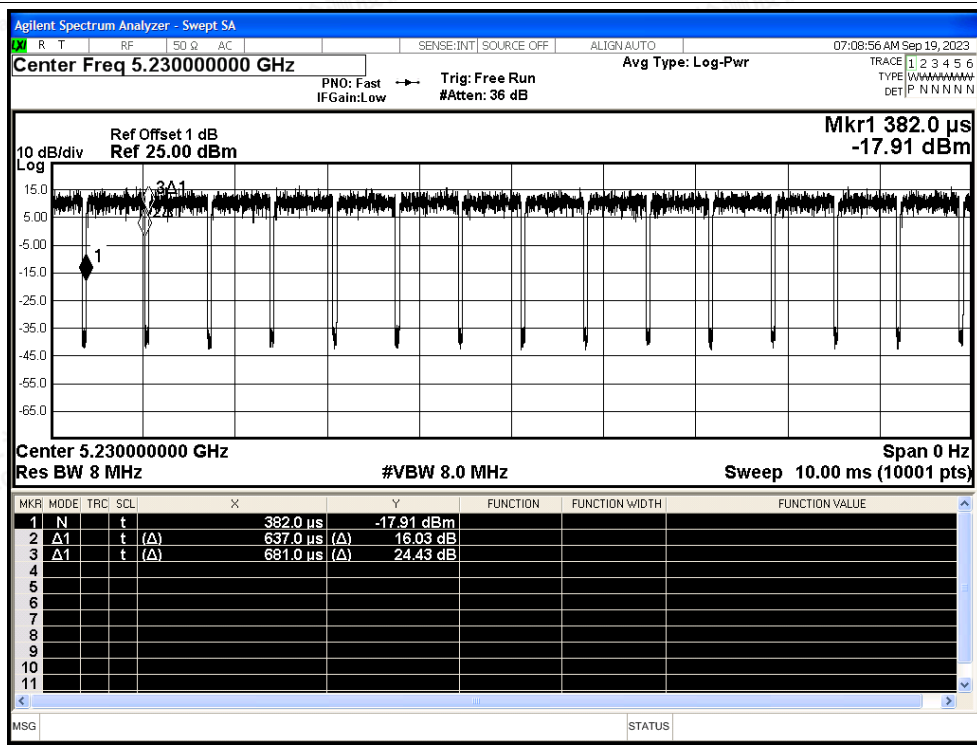 Agilent Spectrum Analyzer - Swept SA
LXI R T RF 50 Ω AC SENSE:INT SOURCE OFF ALIGN AUTO 07:08:56 AM Sep 19, 2023
Center Freq 5.230000000 GHz
PNO: Fast
IFGain:Low
Trig: Free Run
#Atten: 36 dB
Avg Type: Log-Pwr
TRACE 1 2 3 4 5 6
TYPE WWWWWW
DET P N N N N N
Mkr1 382.0 µs
-17.91 dBm
Ref Offset 1 dB
10 dB/div Ref 25.00 dBm
Log
15.0
5.00
-5.00
-15.0
-25.0
-35.0
-45.0
-55.0
-65.0
3Δ1
2Δ1
1
Center 5.230000000 GHz Span 0 Hz
Res BW 8 MHz #VBW 8.0 MHz Sweep 10.00 ms (10001 pts)
MKR MODE TRC SCL X Y FUNCTION FUNCTION WIDTH FUNCTION VALUE
1 N t 382.0 µs -17.91 dBm
2 Δ1 t (Δ) 637.0 µs (Δ) 16.03 dB
3 Δ1 t (Δ) 681.0 µs (Δ) 24.43 dB
4
5
6
7
8
9
10
11
MSG STATUS